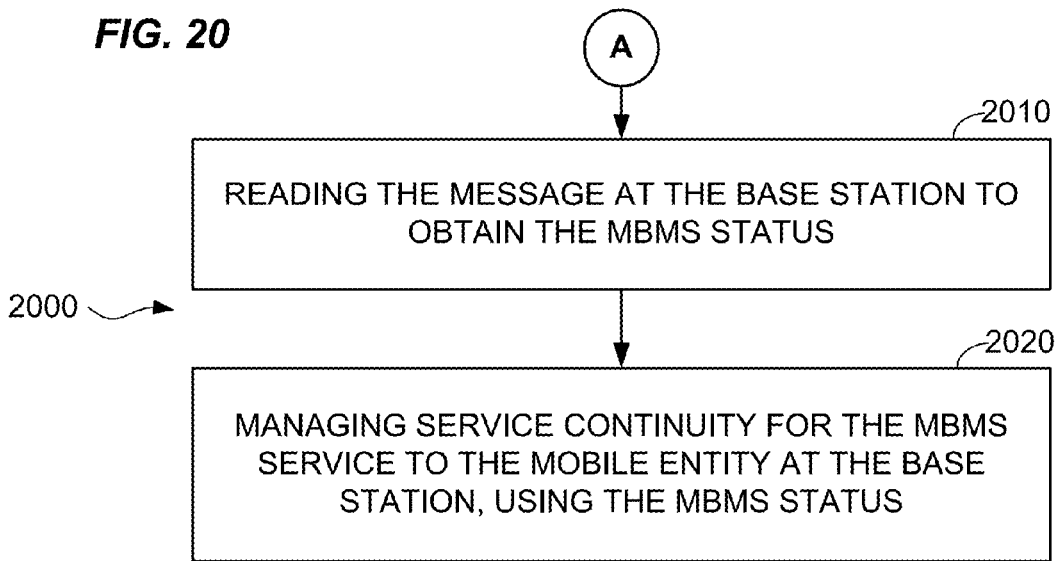 FIG. 20
A
2010
READING THE MESSAGE AT THE BASE STATION TO
OBTAIN THE MBMS STATUS
2000
2020
MANAGING SERVICE CONTINUITY FOR THE MBMS
SERVICE TO THE MOBILE ENTITY AT THE BASE
STATION, USING THE MBMS STATUS